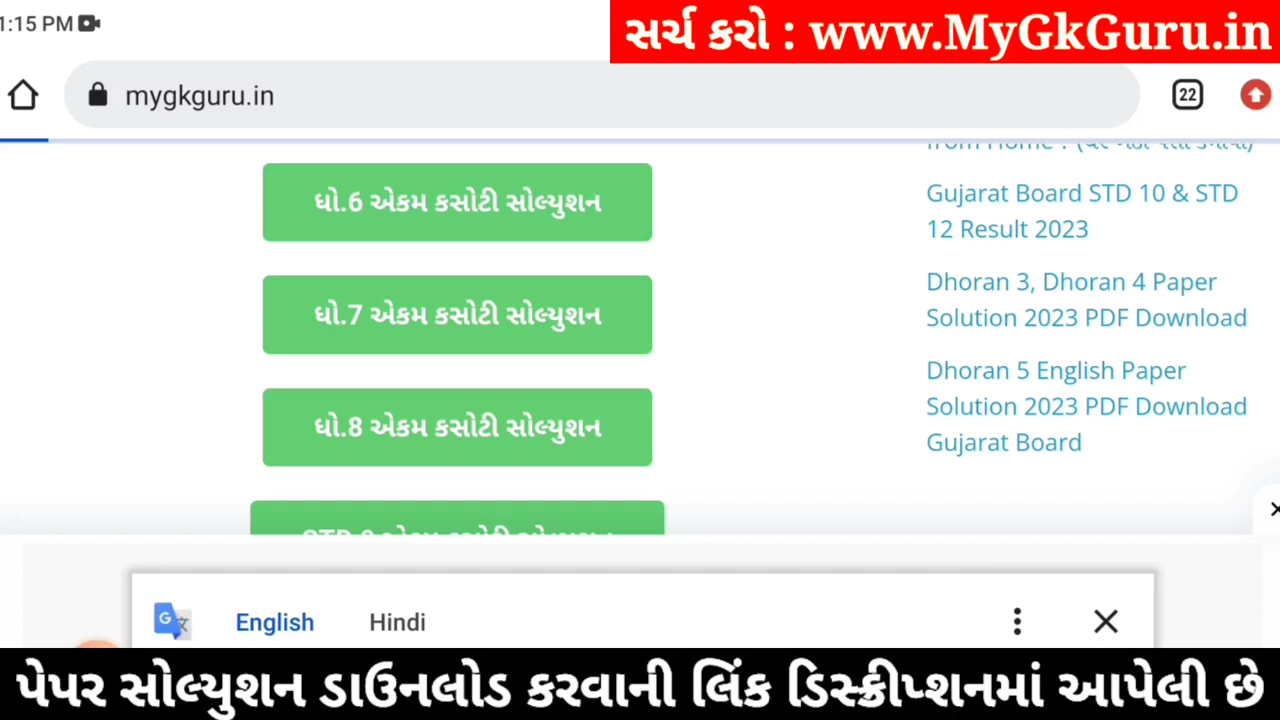 1:15 PM
સર્ચ કરો : www.MyGkGuru.in
mygkguru.in
22
ધો.6 એકમ કસોટી સોલ્યુશન
ધો.7 એકમ કસોટી સોલ્યુશન
ધો.8 એકમ કસોટી સોલ્યુશન
Gujarat Board STD 10 & STD
12 Result 2023
Dhoran 3, Dhoran 4 Paper
Solution 2023 PDF Download
Dhoran 5 English Paper
Solution 2023 PDF Download
Gujarat Board
English Hindi
પેપર સોલ્યુશન ડાઉનલોડ કરવાની લિંક ડિસ્ક્રીપ્શનમાં આપેલી છે